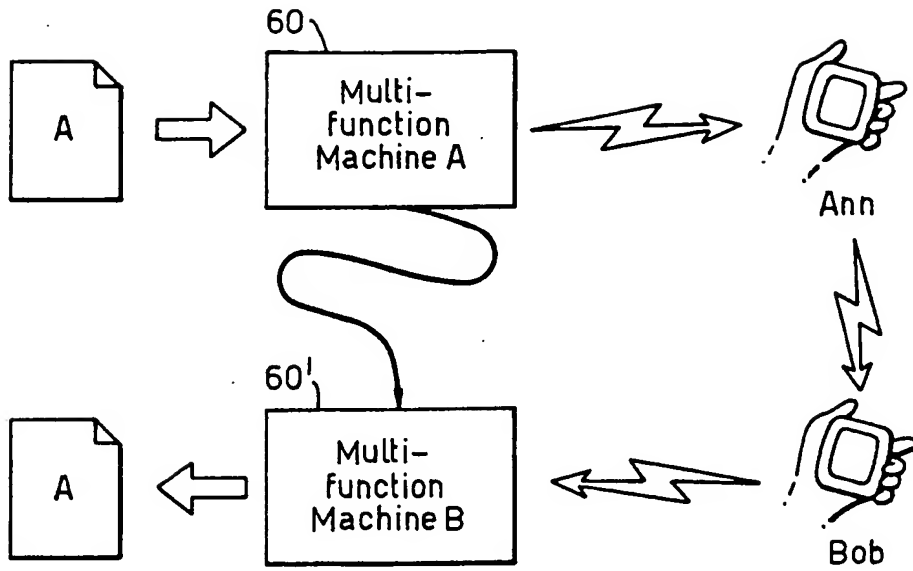 60
A
Multi-
function
Machine A
Ann
60'
A
Multi-
function
Machine B
Bob